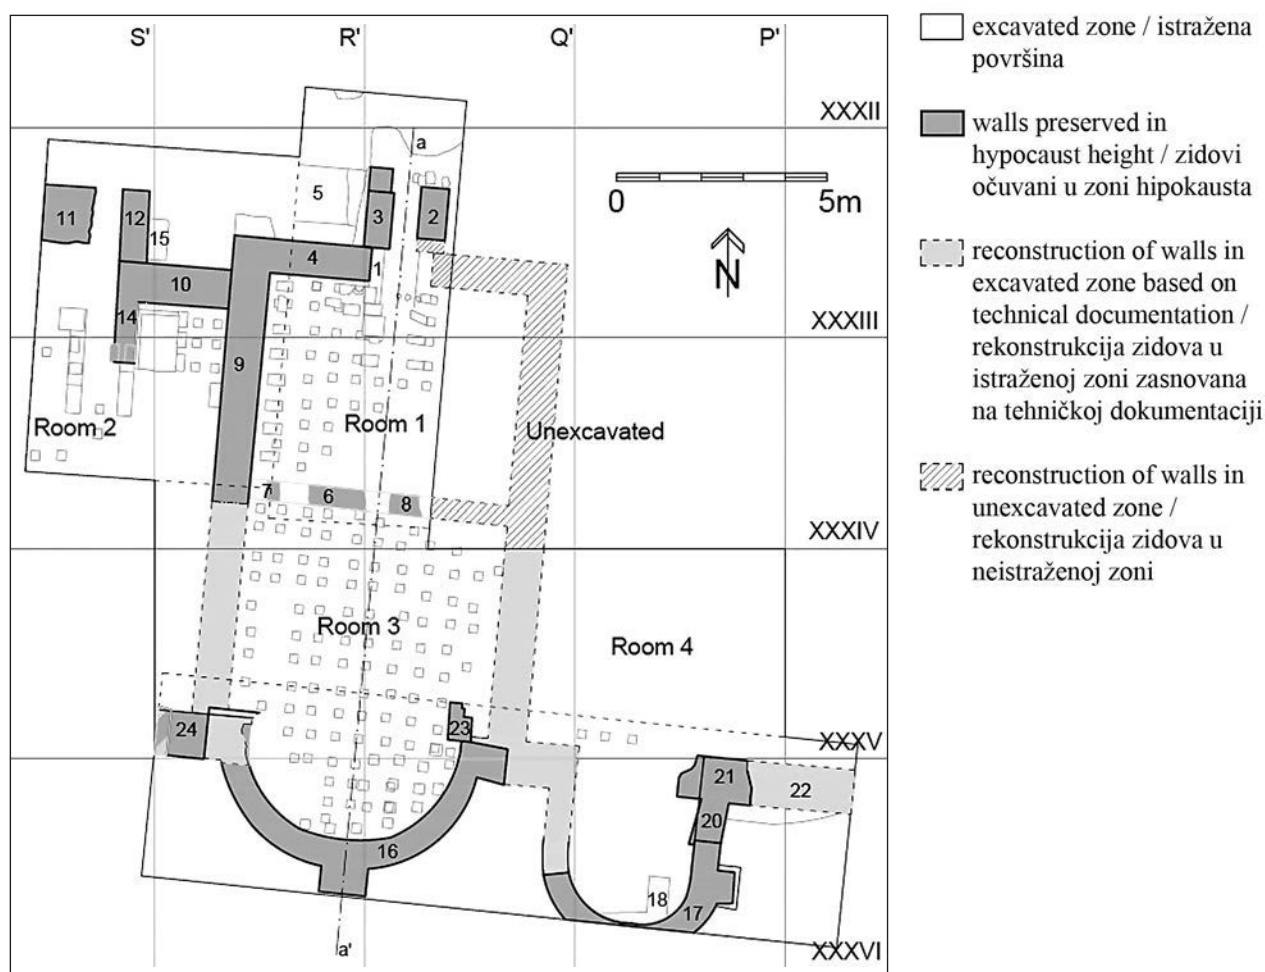 S' R' Q' P'
XXXII
a
0 5m
N
5
11 12 15 3 2
4 1
10
XXXIII
14
9
Room 2 Room 1 Unexcavated
7 6 8
XXXIV
Room 3 Room 4
24 23
XXXV
21 22
20
16
18 17
a'
XXXVI
excavated zone / istražena
površina
walls preserved in
hypocaust height / zidovi
očuvani u zoni hipokausta
reconstruction of walls in
excavated zone based on
technical documentation /
rekonstrukcija zidova u
istraženoj zoni zasnovana
na tehničkoj dokumentaciji
reconstruction of walls in
unexcavated zone /
rekonstrukcija zidova u
neistraženoj zoni